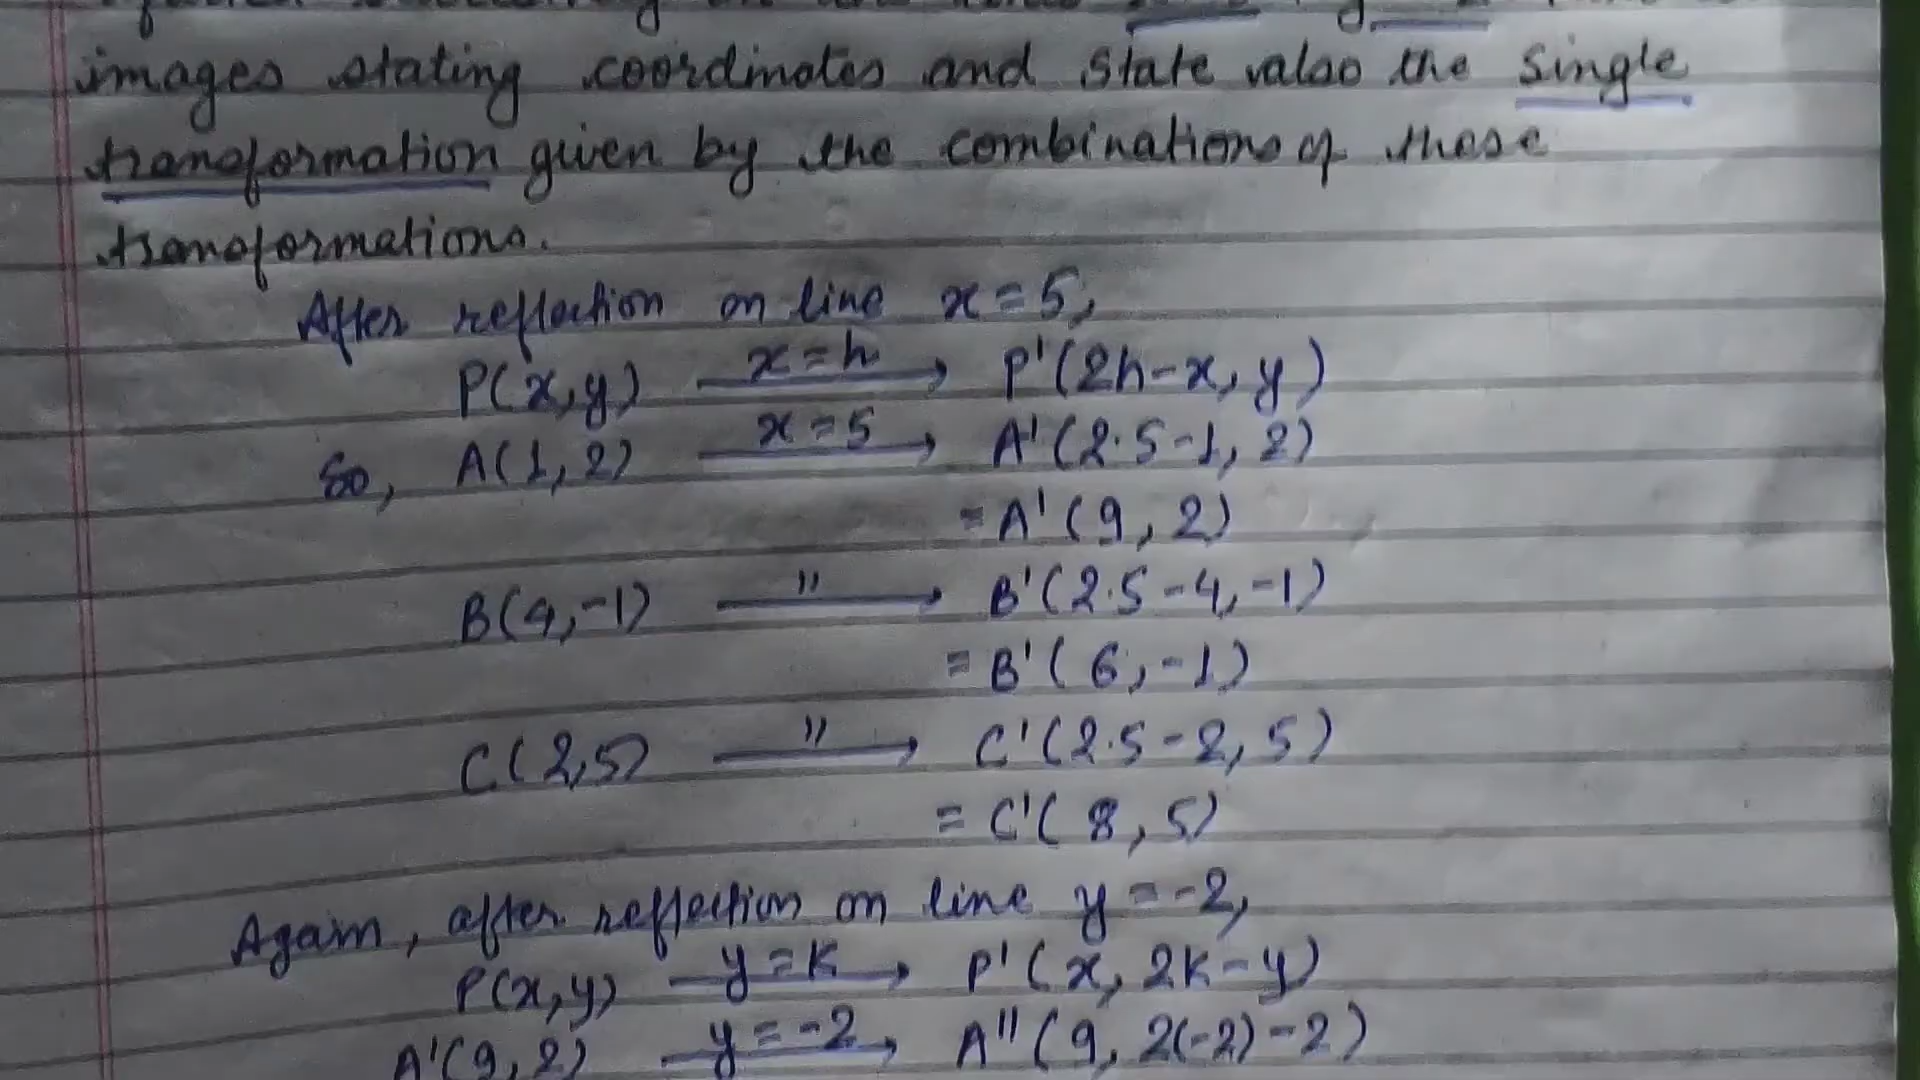 images stating coordinates and state also the single
transformation given by the combinations of these
transformations.
After reflection on line x=5,
P(x,y) x=h → P'(2h-x, y)
So, A(1,2) x=5 → A'(2·5-1, 2)
= A'(9, 2)
B(4,-1) " → B'(2·5-4,-1)
= B'(6,-1)
C(2,5) " → C'(2·5-2, 5)
= C'(8, 5)
Again, after reflection on line y=-2,
P(x,y) y=k → P'(x, 2k-y)
A'(9,2) y=-2 → A"(9, 2(-2)-2)